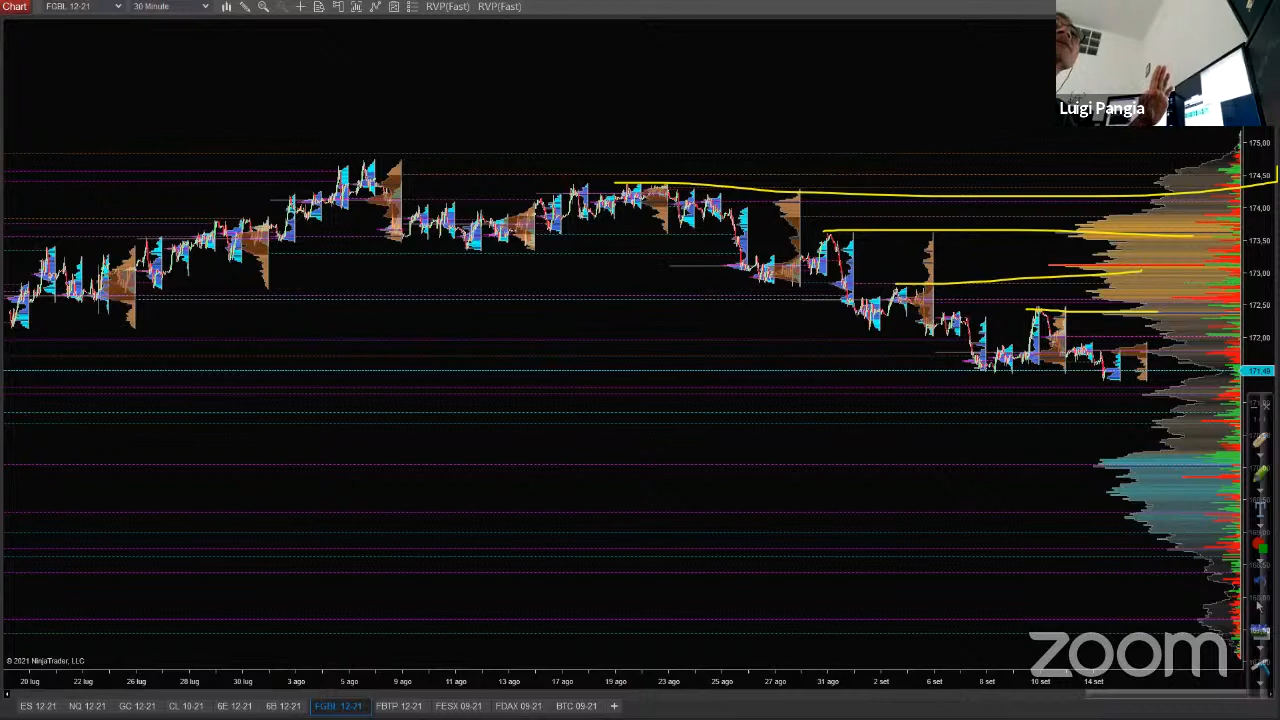 Chart FGBL 12-21 30 Minute RVP(Fast) RVP(Fast)
Luigi Pangia
175,00
174,50
174,00
173,50
173,00
172,50
172,00
171,49
170,00
169,00
© 2021 NinjaTrader, LLC
zoom
20 lug 22 lug 26 lug 28 lug 30 lug 3 ago 5 ago 9 ago 11 ago 13 ago 17 ago 19 ago 23 ago 25 ago 27 ago 31 ago 2 set 6 set 8 set 10 set 14 set
ES 12-21 NQ 12-21 GC 12-21 CL 10-21 6E 12-21 6B 12-21 FGBL 12-21 FBTP 12-21 FESX 09-21 FDAX 09-21 BTC 09-21 +